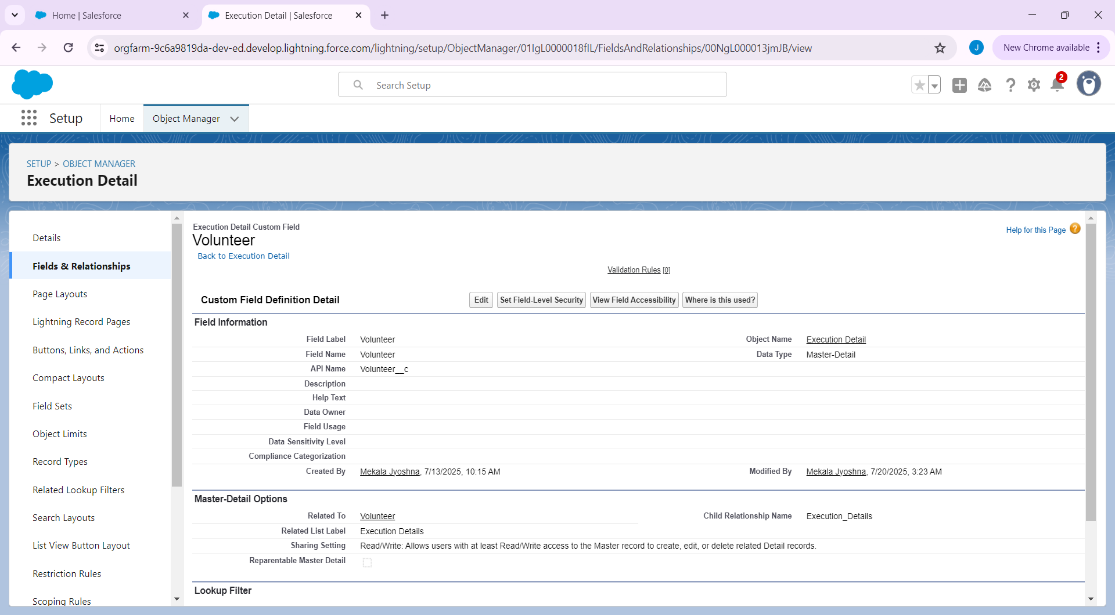 Home | Salesforce
Execution Detail | Salesforce
orgfarm-9c6a9819da-dev-ed.develop.lightning.force.com/lightning/setup/ObjectManager/01IgL0000018fIL/FieldsAndRelationships/00NgL000013jmJB/view
J
New Chrome available
Search Setup
2
Setup
Home
Object Manager
SETUP > OBJECT MANAGER
Execution Detail
Details
Fields & Relationships
Page Layouts
Lightning Record Pages
Buttons, Links, and Actions
Compact Layouts
Field Sets
Object Limits
Record Types
Related Lookup Filters
Search Layouts
List View Button Layout
Restriction Rules
Scoping Rules
Execution Detail Custom Field
Volunteer
Back to Execution Detail
Help for this Page
Validation Rules [0]
Custom Field Definition Detail
Edit Set Field-Level Security View Field Accessibility Where is this used?
Field Information
Field Label Volunteer Object Name Execution Detail
Field Name Volunteer Data Type Master-Detail
API Name Volunteer__c
Description
Help Text
Data Owner
Field Usage
Data Sensitivity Level
Compliance Categorization
Created By Mekala Jyoshna, 7/13/2025, 10:15 AM Modified By Mekala Jyoshna, 7/20/2025, 3:23 AM
Master-Detail Options
Related To Volunteer Child Relationship Name Execution_Details
Related List Label Execution Details
Sharing Setting Read/Write: Allows users with at least Read/Write access to the Master record to create, edit, or delete related Detail records.
Reparentable Master Detail
Lookup Filter